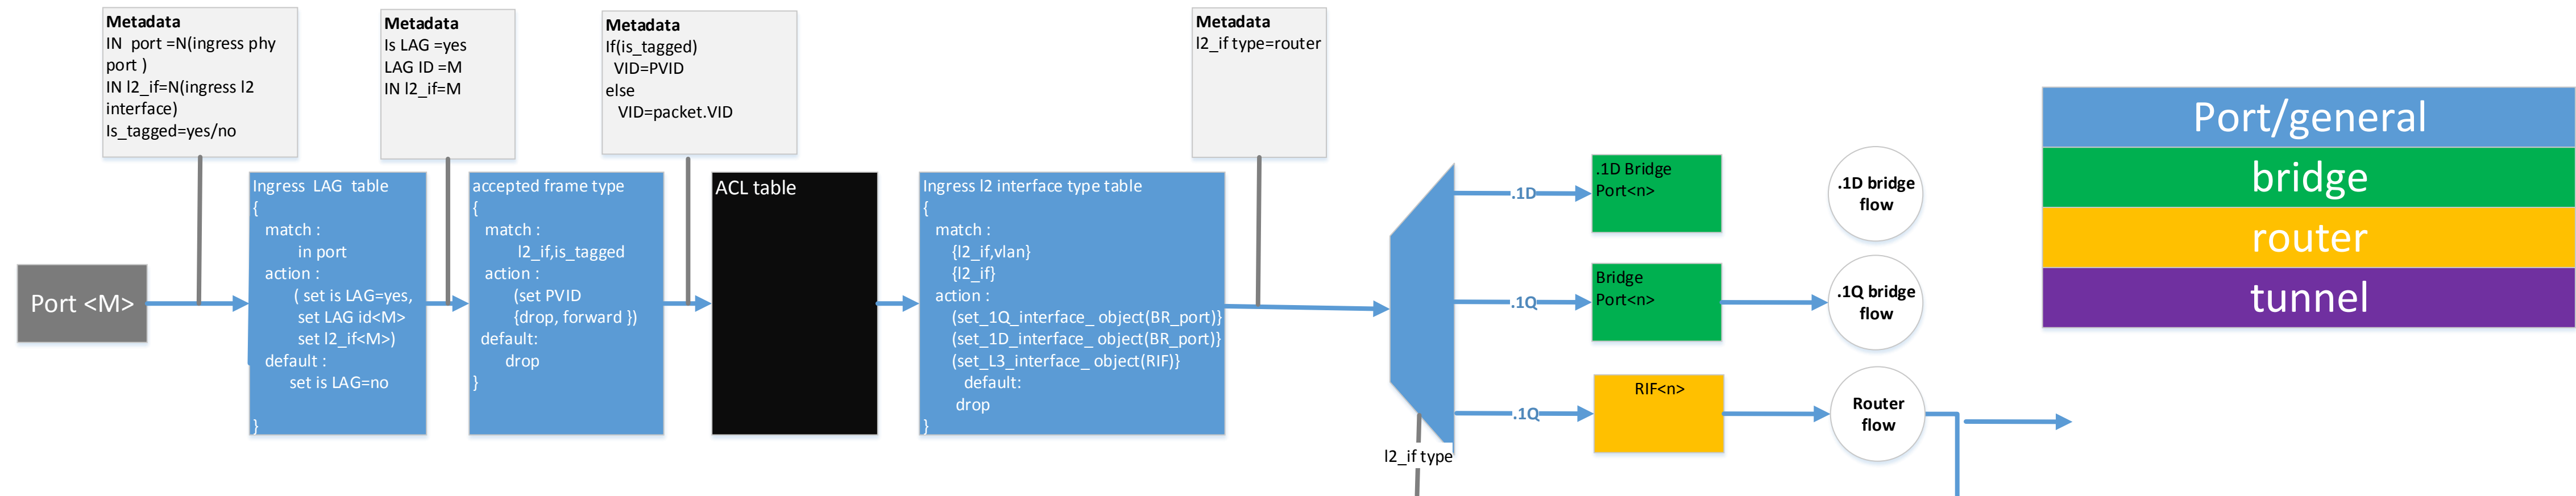 Metadata
IN  port =N(ingress phy
port )
IN l2_if=N(ingress l2
interface)
Is_tagged=yes/no
Metadata
Is LAG =yes
LAG ID =M
IN l2_if=M
Metadata
If(is_tagged)
VID=PVID
else
VID=packet.VID
Metadata
l2_if type=router
Port <M>
Ingress  LAG  table
{
match :
in port
action :
( set is LAG=yes,
set LAG id<M>
set l2_if<M>)
default :
set is LAG=no
}
accepted frame type
{
match :
l2_if,is_tagged
action :
(set PVID
{drop, forward })
default:
drop
}
ACL table
Ingress l2 interface type table
{
match :
{l2_if,vlan}
{l2_if}
action :
(set_1Q_interface_ object(BR_port)}
(set_1D_interface_ object(BR_port)}
(set_L3_interface_ object(RIF)}
default:
drop
}
l2_if type
.1D
.1D Bridge
Port<n>
.1D bridge
flow
.1Q
Bridge
Port<n>
.1Q bridge
flow
.1Q
RIF<n>
Router
flow
Port/general
bridge
router
tunnel